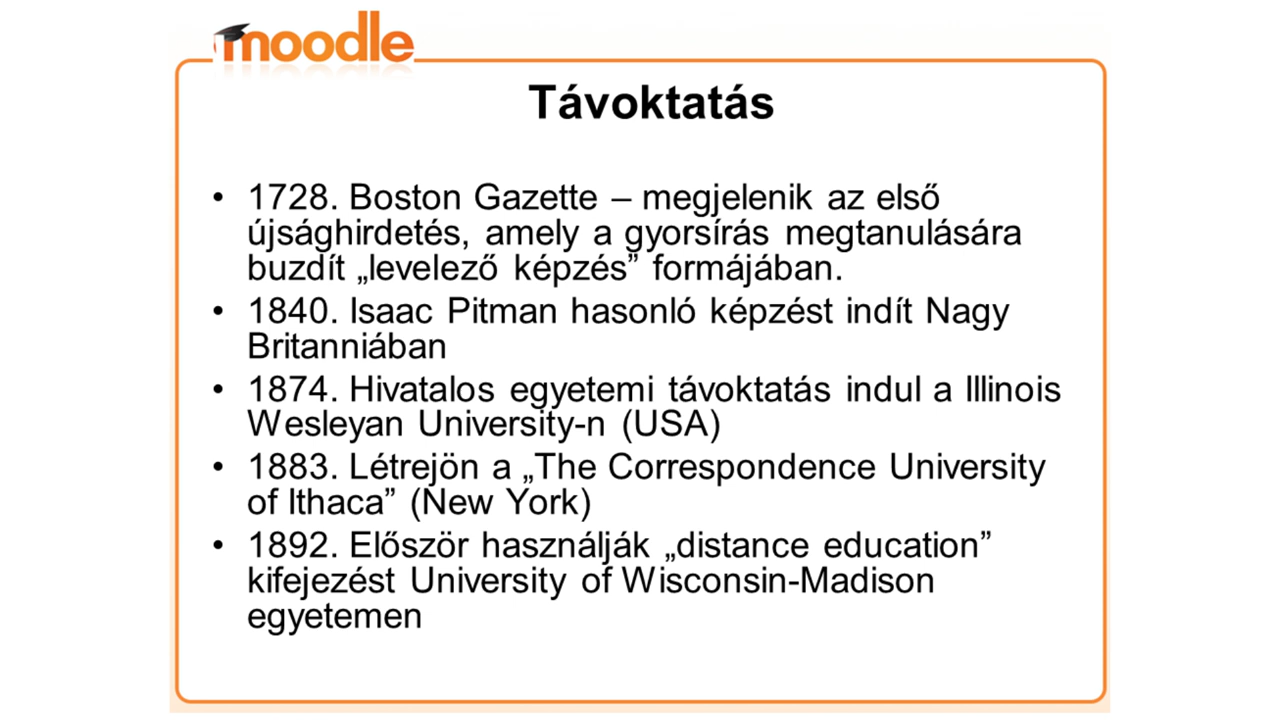 moodle
Távoktatás
• 1728. Boston Gazette – megjelenik az első
újsághirdetés, amely a gyorsírás megtanulására
buzdít „levelező képzés” formájában.
• 1840. Isaac Pitman hasonló képzést indít Nagy
Britanniában
• 1874. Hivatalos egyetemi távoktatás indul a Illinois
Wesleyan University-n (USA)
• 1883. Létrejön a „The Correspondence University
of Ithaca” (New York)
• 1892. Először használják „distance education”
kifejezést University of Wisconsin-Madison
egyetemen